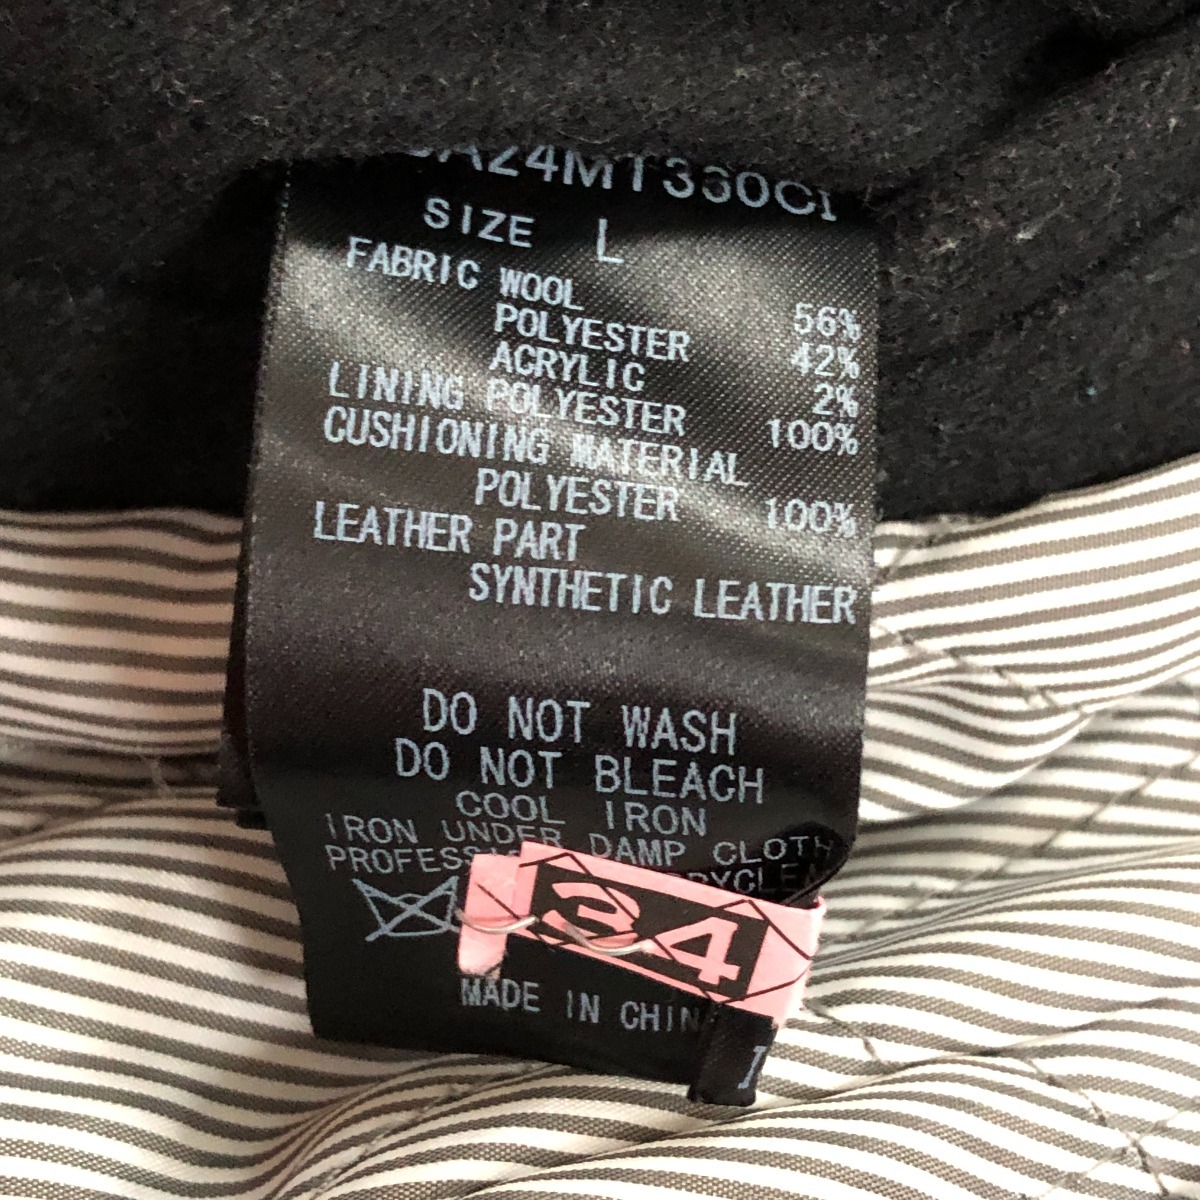 SIZE L
FABRIC WOOL 56%
POLYESTER 42%
ACRYLIC 2%
LINING POLYESTER 100%
CUSHIONING MATERIAL
POLYESTER 100%
LEATHER PART
SYNTHETIC LEATHER
DO NOT WASH
DO NOT BLEACH
COOL IRON
IRON UNDER DAMP CLOTH
34
MADE IN